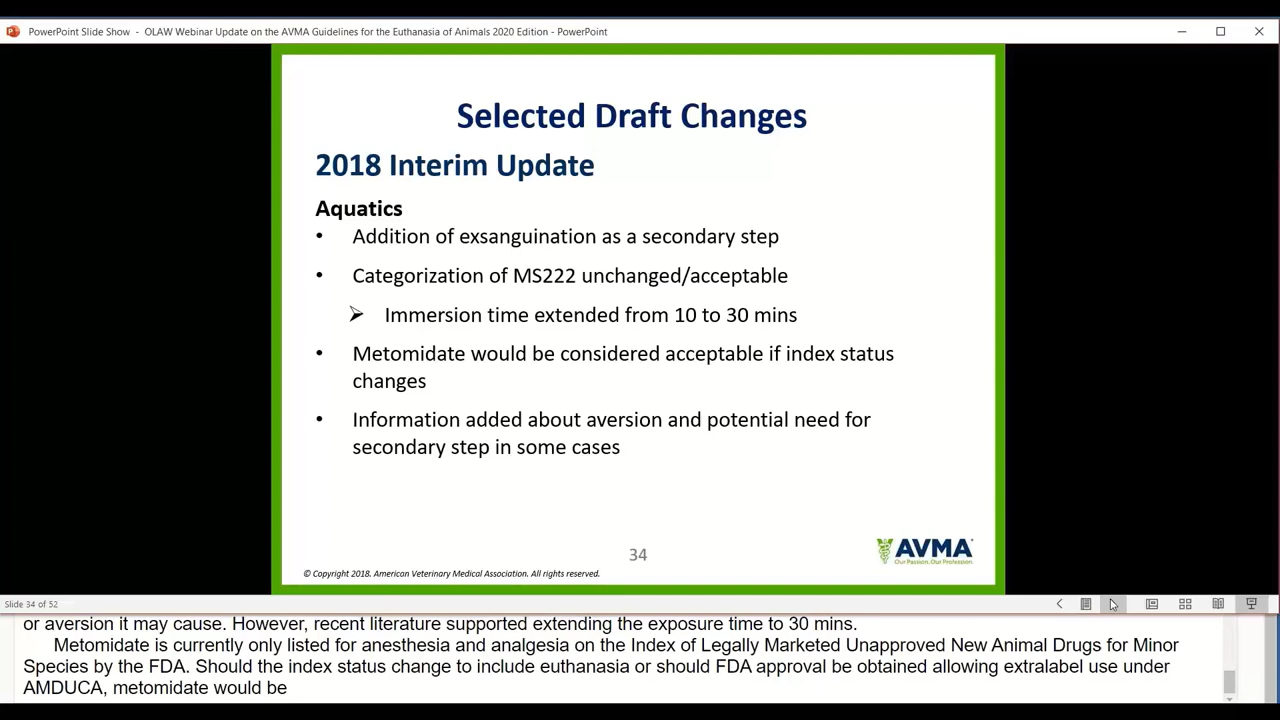 PowerPoint Slide Show - OLAW Webinar Update on the AVMA Guidelines for the Euthanasia of Animals 2020 Edition - PowerPoint
Selected Draft Changes
2018 Interim Update
Aquatics
• Addition of exsanguination as a secondary step
• Categorization of MS222 unchanged/acceptable
➢ Immersion time extended from 10 to 30 mins
• Metomidate would be considered acceptable if index status
changes
• Information added about aversion and potential need for
secondary step in some cases
34
AVMA
Our Passion. Our Profession.
© Copyright 2018. American Veterinary Medical Association. All rights reserved.
Slide 34 of 52
or aversion it may cause. However, recent literature supported extending the exposure time to 30 mins.
Metomidate is currently only listed for anesthesia and analgesia on the Index of Legally Marketed Unapproved New Animal Drugs for Minor
Species by the FDA. Should the index status change to include euthanasia or should FDA approval be obtained allowing extralabel use under
AMDUCA, metomidate would be